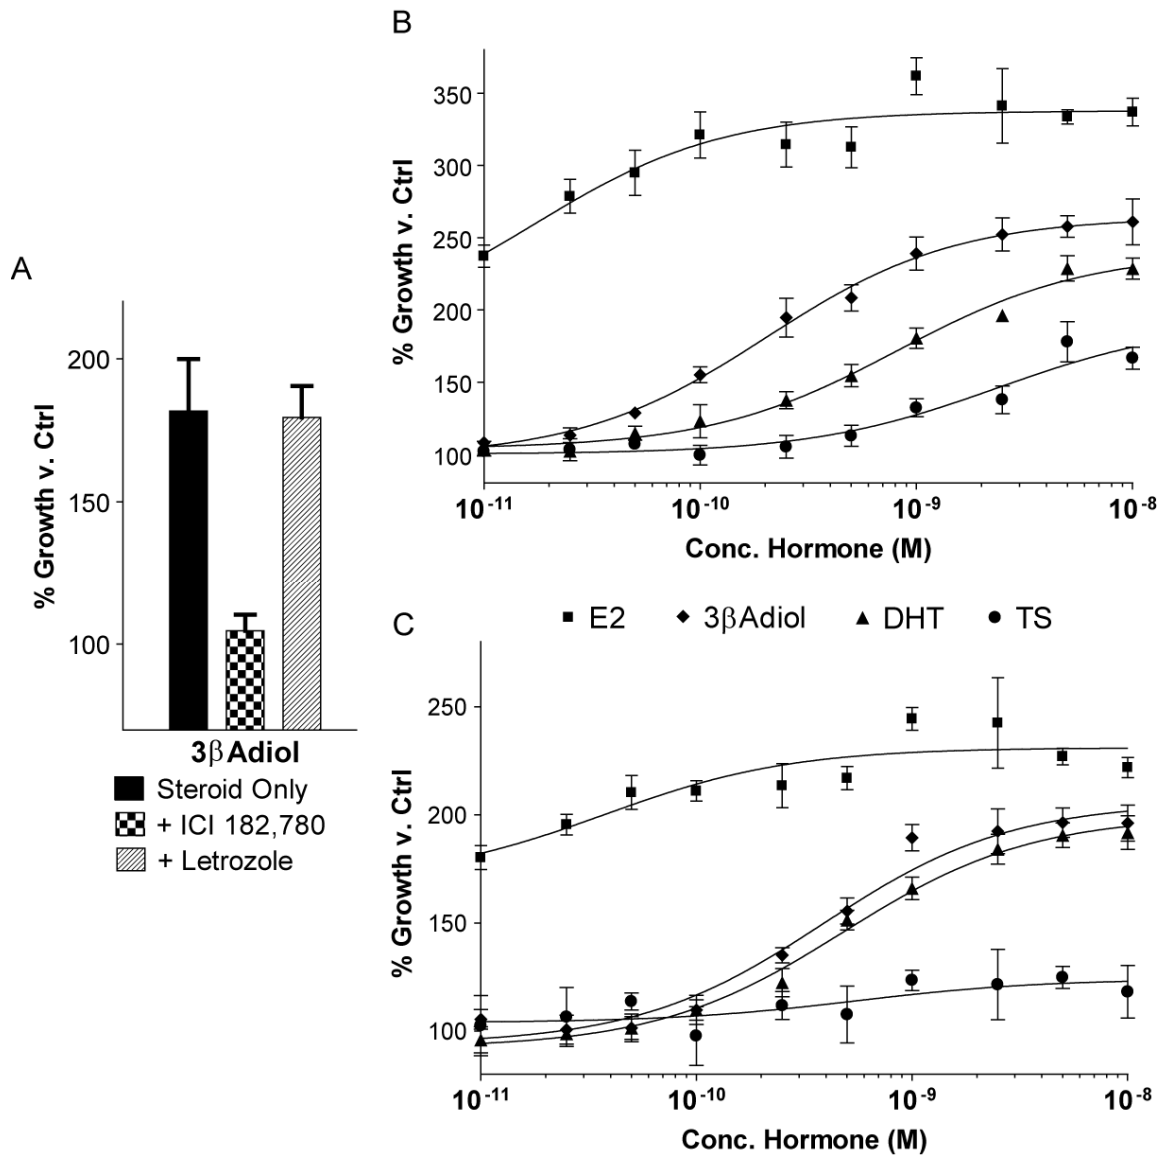 A
% Growth v. Ctrl
200
150
100
3βAdiol
Steroid Only
+ ICI 182,780
+ Letrozole
B
% Growth v. Ctrl
350
300
250
200
150
100
10-11
10-10
10-9
10-8
Conc. Hormone (M)
E2
3βAdiol
DHT
TS
C
% Growth v. Ctrl
250
200
150
100
10-11
10-10
10-9
10-8
Conc. Hormone (M)